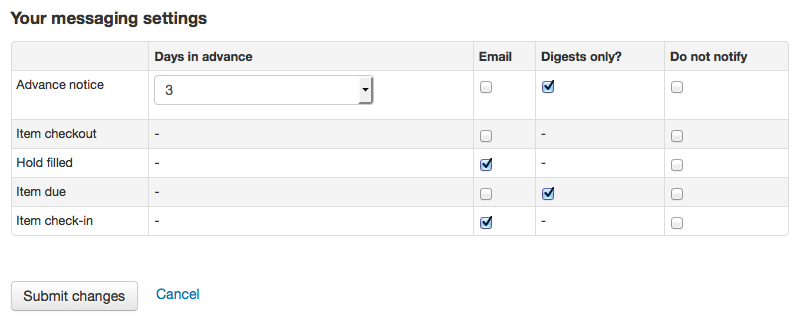 Your messaging settings
Days in advance Email Digests only? Do not notify
Advance notice 3
Item checkout - -
Hold filled - -
Item due -
Item check-in - -
Submit changes Cancel